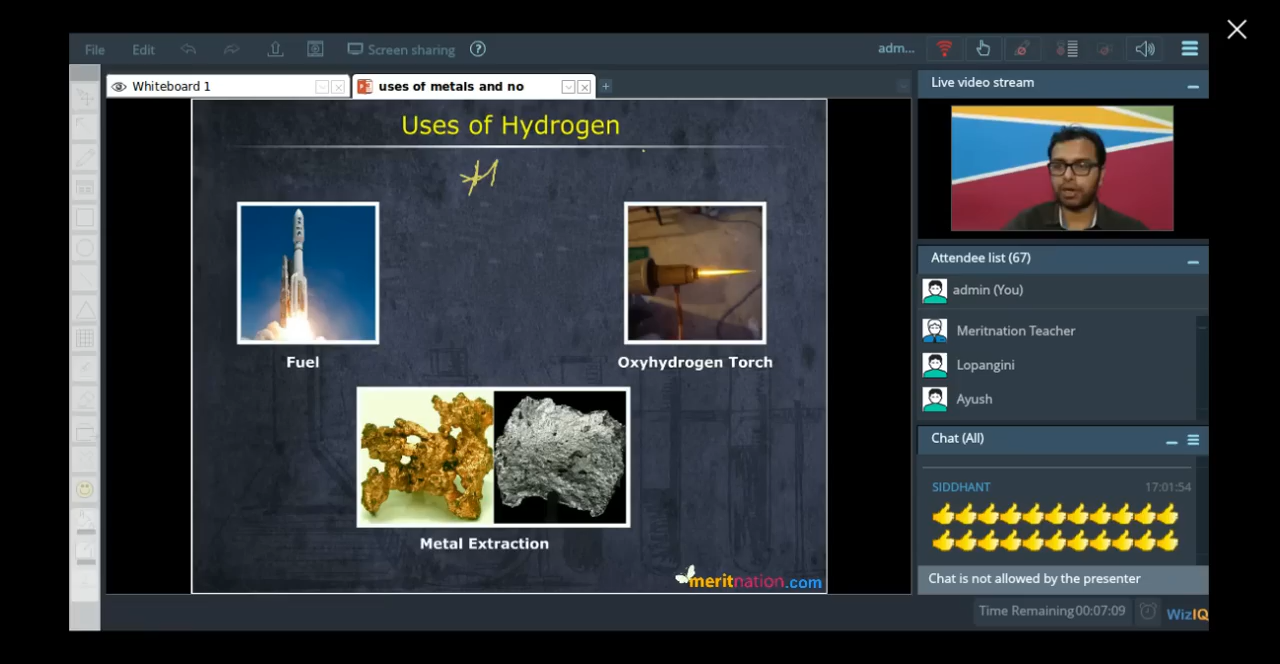 File Edit Screen sharing ? adm...
Whiteboard 1
uses of metals and no
Uses of Hydrogen
Fuel
Oxyhydrogen Torch
Metal Extraction
meritnation.com
Live video stream
Attendee list (67)
admin (You)
Meritnation Teacher
Lopangini
Ayush
Chat (All)
SIDDHANT 17:01:54
Chat is not allowed by the presenter
Time Remaining 00:07:09
WizIQ